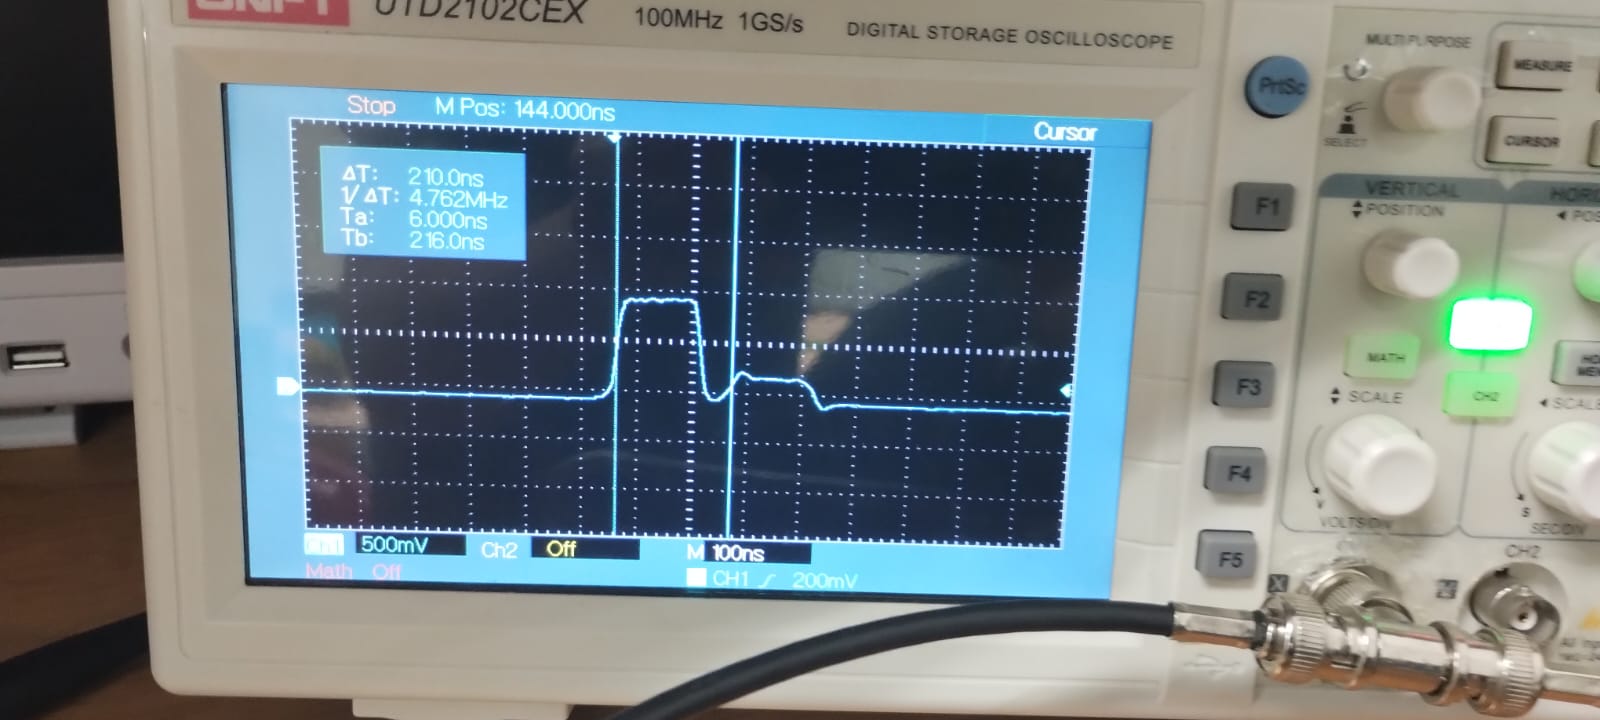 UTD2102CEX
100MHz 1GS/s
DIGITAL STORAGE OSCILLOSCOPE
Stop M Pos: 144.000ns
Cursor
ΔT: 210.0ns
1/ΔT: 4.762MHz
Ta: 6.000ns
Tb: 216.0ns
Ch1 500mV Ch2 Off M 100ns
Math Off
CH1 200mV
PrtSc
F1
F2
F3
F4
F5
MULTI PURPOSE
SELECT
MEASURE
CURSOR
VERTICAL
POSITION
MATH
CH2
SCALE
VOLTS/DIV
SEC/DIV
CH2
X